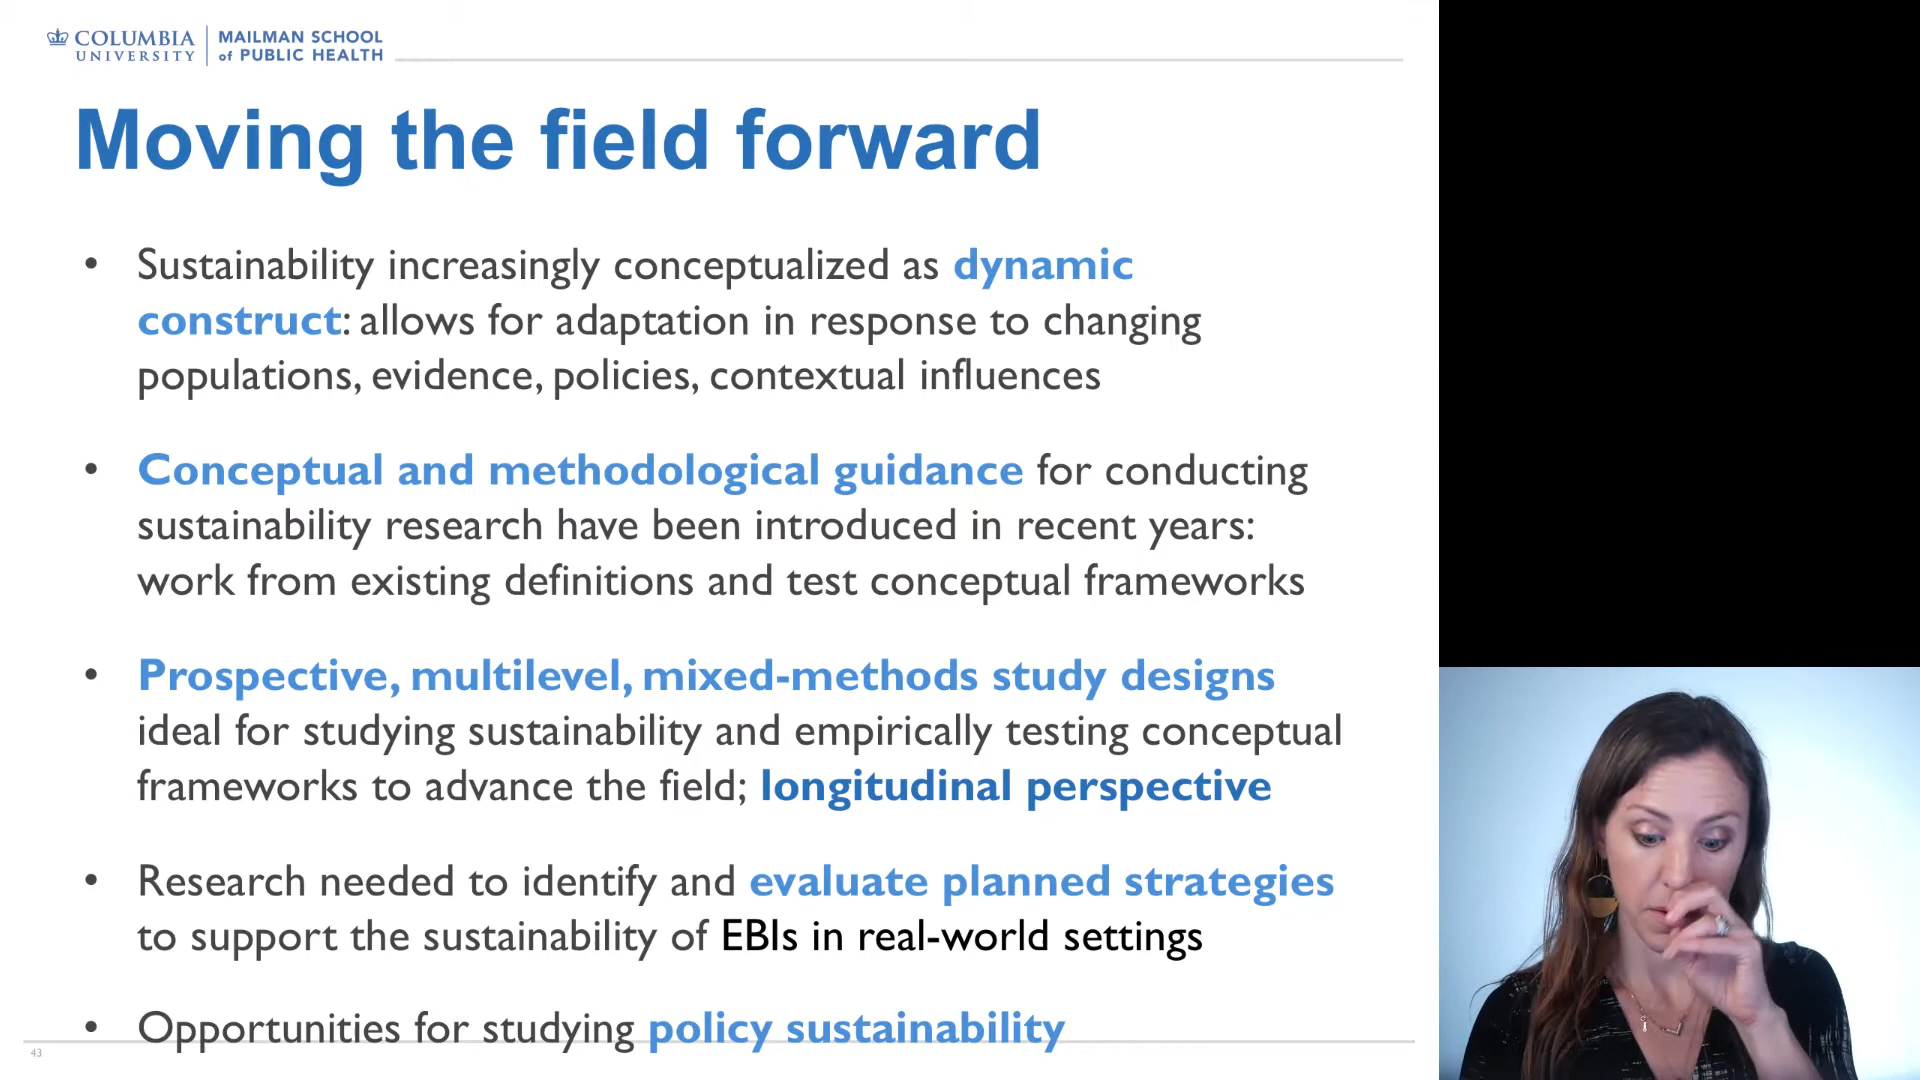 COLUMBIA
UNIVERSITY
MAILMAN SCHOOL
of PUBLIC HEALTH
Moving the field forward
• Sustainability increasingly conceptualized as dynamic
construct: allows for adaptation in response to changing
populations, evidence, policies, contextual influences
• Conceptual and methodological guidance for conducting
sustainability research have been introduced in recent years:
work from existing definitions and test conceptual frameworks
• Prospective, multilevel, mixed-methods study designs
ideal for studying sustainability and empirically testing conceptual
frameworks to advance the field; longitudinal perspective
• Research needed to identify and evaluate planned strategies
to support the sustainability of EBIs in real-world settings
• Opportunities for studying policy sustainability
43